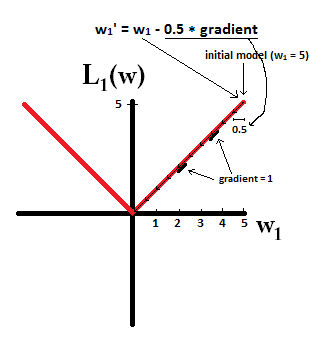 w₁' = w₁ - 0.5 * gradient
initial model (w₁ = 5)
L₁(w)
5
0.5
gradient = 1
1 2 3 4 5
w₁